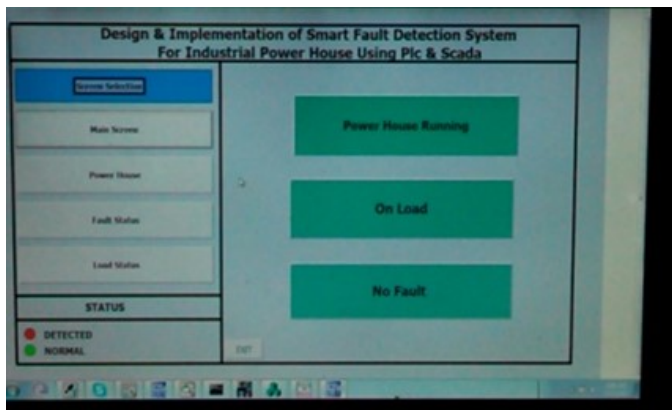 Design & Implementation of Smart Fault Detection System
For Industrial Power House Using Plc & Scada
Screen Selection
Main Screen
Power House
Fault Status
Load Status
STATUS
DETECTED
NORMAL
Power House Running
On Load
No Fault
EXIT